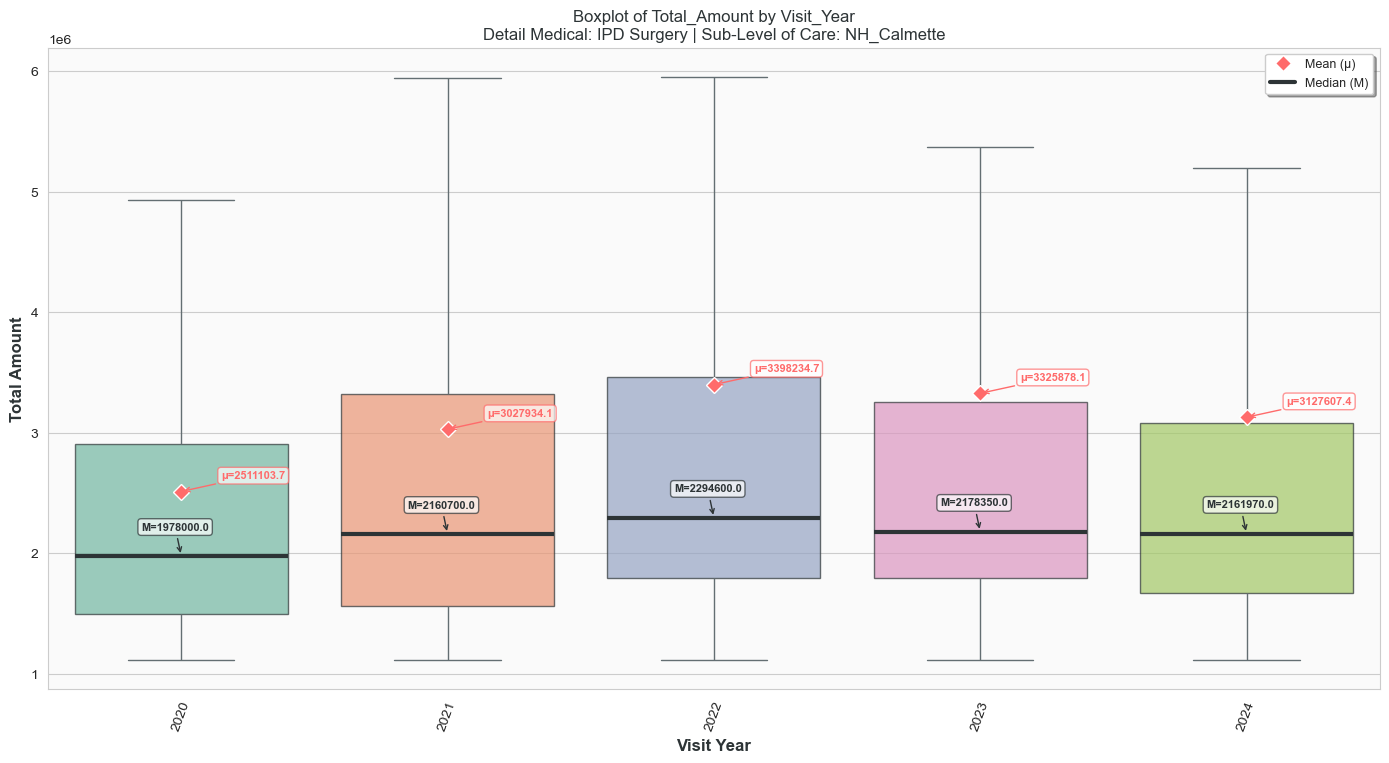 Boxplot of Total_Amount by Visit_Year
Detail Medical: IPD Surgery | Sub-Level of Care: NH_Calmette
1e6
Mean (μ)
Median (M)
6
5
4
3
2
1
Total Amount
μ=2511103.7
M=1978000.0
μ=3027934.1
M=2160700.0
μ=3398234.7
M=2294600.0
μ=3325878.1
M=2178350.0
μ=3127607.4
M=2161970.0
2020
2021
2022
2023
2024
Visit Year